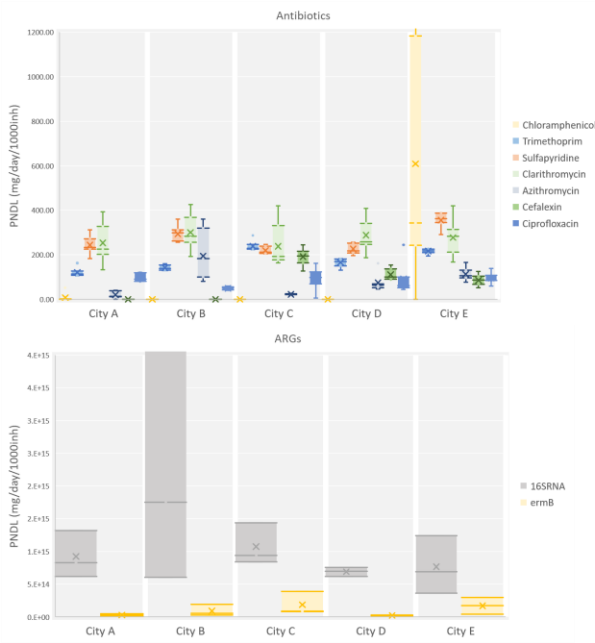 Antibiotics
PNDL (mg/day/1000inh)
1200.00
1000.00
800.00
600.00
400.00
200.00
0.00
City A City B City C City D City E
Chloramphenicol
Trimethoprim
Sulfapyridine
Clarithromycin
Azithromycin
Cefalexin
Ciprofloxacin
ARGs
PNDL (mg/day/1000inh)
4.E+15
3.E+15
3.E+15
2.E+15
2.E+15
1.E+15
5.E+14
0.E+00
City A City B City C City D City E
16SRNA
ermB